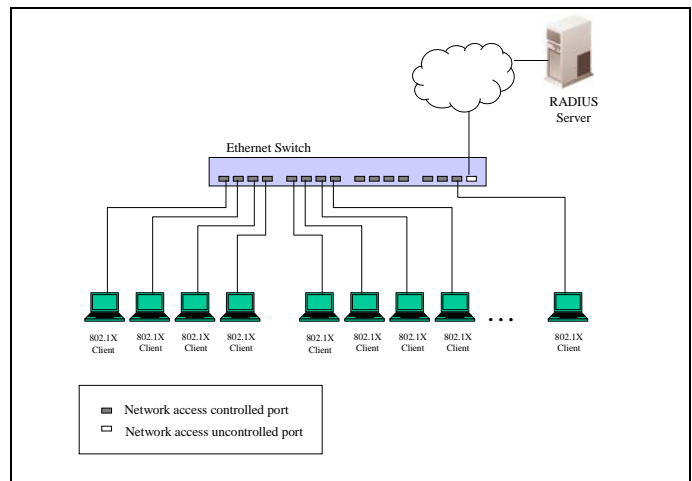 RADIUS
Server
Ethernet Switch
802.1X
Client
802.1X
Client
802.1X
Client
802.1X
Client
802.1X
Client
802.1X
Client
802.1X
Client
802.1X
Client
...
802.1X
Client
Network access controlled port
Network access uncontrolled port